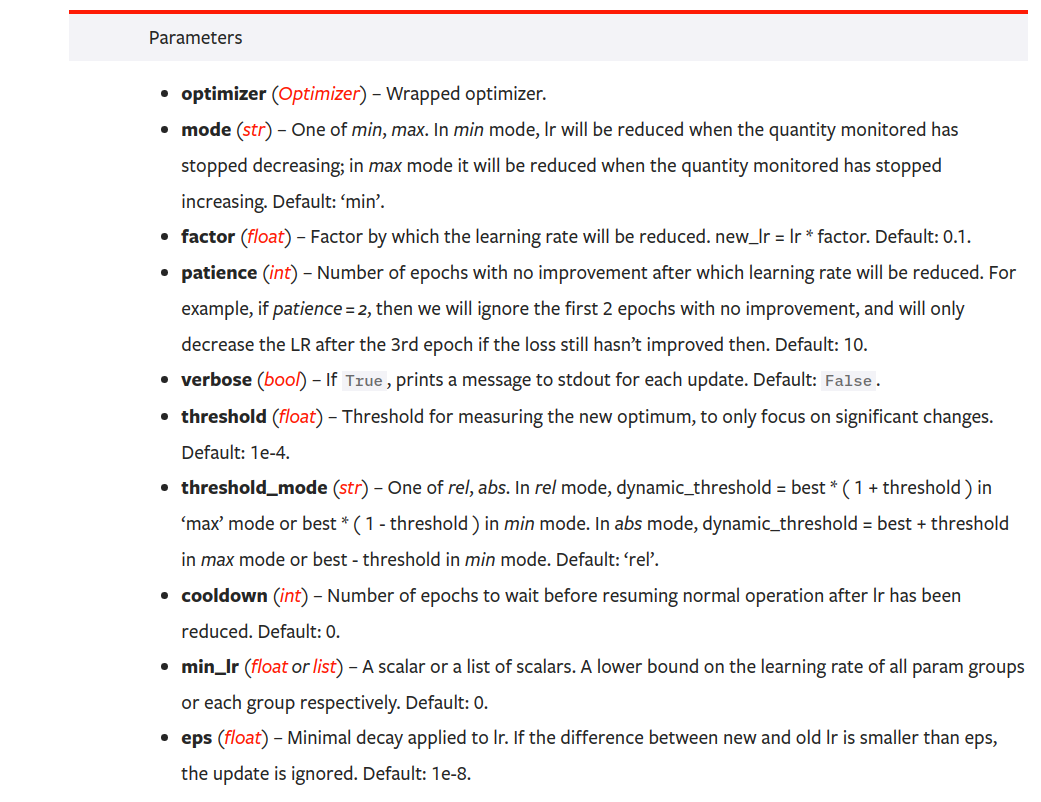 Parameters
• optimizer (Optimizer) – Wrapped optimizer.
• mode (str) – One of min, max. In min mode, lr will be reduced when the quantity monitored has
stopped decreasing; in max mode it will be reduced when the quantity monitored has stopped
increasing. Default: ‘min’.
• factor (float) – Factor by which the learning rate will be reduced. new_lr = lr * factor. Default: 0.1.
• patience (int) – Number of epochs with no improvement after which learning rate will be reduced. For
example, if patience = 2, then we will ignore the first 2 epochs with no improvement, and will only
decrease the LR after the 3rd epoch if the loss still hasn’t improved then. Default: 10.
• verbose (bool) – If True, prints a message to stdout for each update. Default: False.
• threshold (float) – Threshold for measuring the new optimum, to only focus on significant changes.
Default: 1e-4.
• threshold_mode (str) – One of rel, abs. In rel mode, dynamic_threshold = best * ( 1 + threshold ) in
‘max’ mode or best * ( 1 - threshold ) in min mode. In abs mode, dynamic_threshold = best + threshold
in max mode or best - threshold in min mode. Default: ‘rel’.
• cooldown (int) – Number of epochs to wait before resuming normal operation after lr has been
reduced. Default: 0.
• min_lr (float or list) – A scalar or a list of scalars. A lower bound on the learning rate of all param groups
or each group respectively. Default: 0.
• eps (float) – Minimal decay applied to lr. If the difference between new and old lr is smaller than eps,
the update is ignored. Default: 1e-8.